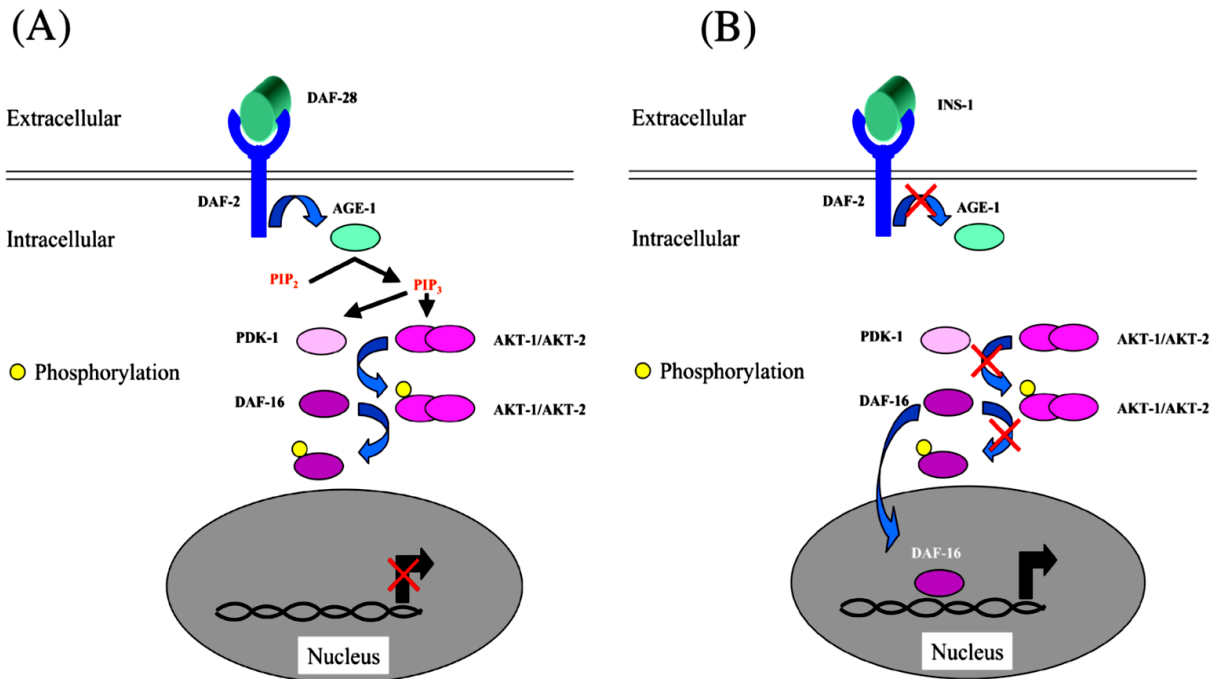 (A)
DAF-28
Extracellular
DAF-2
AGE-1
Intracellular
PIP2
PIP3
PDK-1
AKT-1/AKT-2
Phosphorylation
DAF-16
AKT-1/AKT-2
Nucleus
(B)
INS-1
Extracellular
DAF-2
AGE-1
Intracellular
PDK-1
AKT-1/AKT-2
Phosphorylation
DAF-16
AKT-1/AKT-2
DAF-16
Nucleus